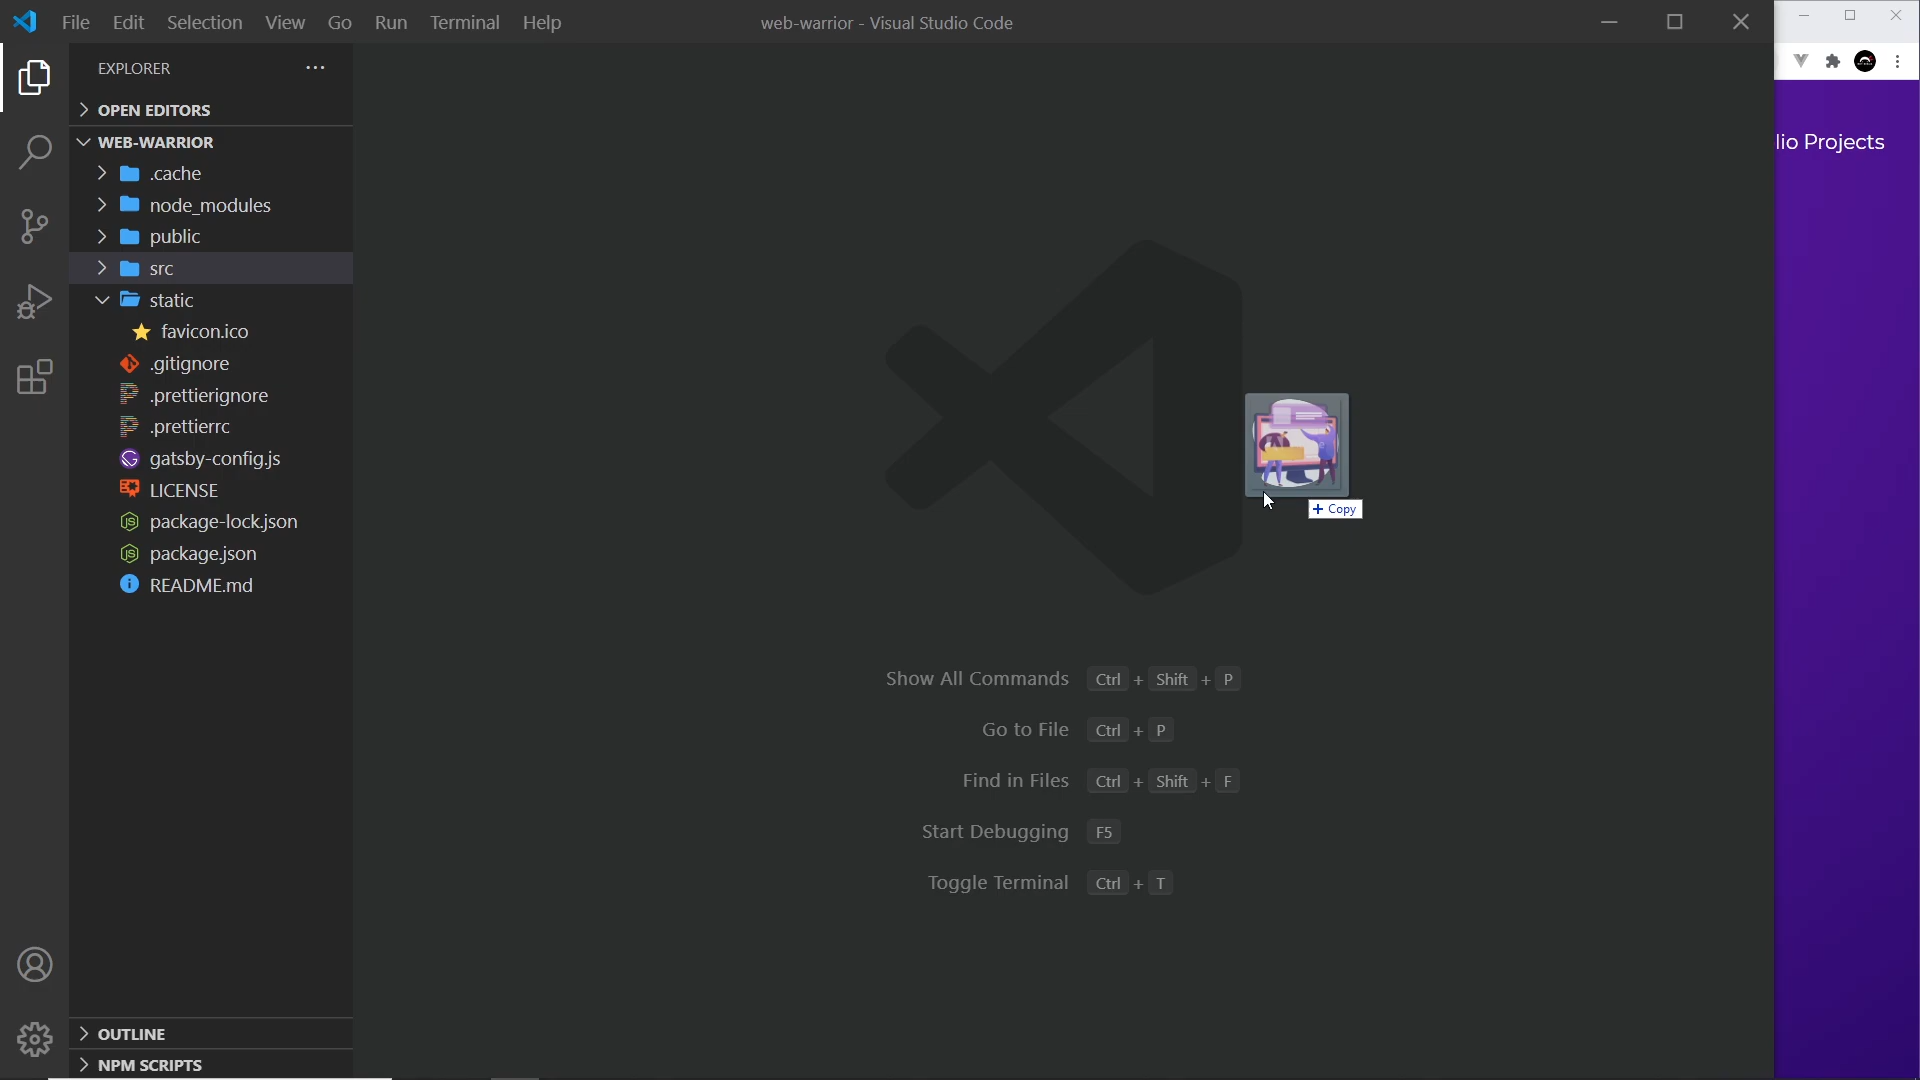 File Edit Selection View Go Run Terminal Help
web-warrior - Visual Studio Code
EXPLORER
OPEN EDITORS
WEB-WARRIOR
.cache
node_modules
public
src
static
favicon.ico
.gitignore
.prettierignore
.prettierrc
gatsby-config.js
LICENSE
package-lock.json
package.json
README.md
OUTLINE
NPM SCRIPTS
+ Copy
Show All Commands Ctrl + Shift + P
Go to File Ctrl + P
Find in Files Ctrl + Shift + F
Start Debugging F5
Toggle Terminal Ctrl + T
lio Projects